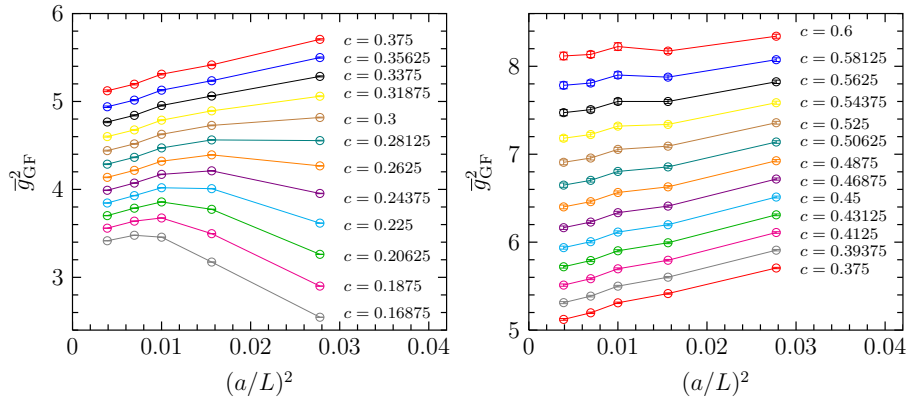 6
5
4
3
0
0.01
0.02
0.03
0.04
(a/L)²
g̅²_GF
c = 0.375
c = 0.35625
c = 0.3375
c = 0.31875
c = 0.3
c = 0.28125
c = 0.2625
c = 0.24375
c = 0.225
c = 0.20625
c = 0.1875
c = 0.16875
8
7
6
5
0
0.01
0.02
0.03
0.04
(a/L)²
g̅²_GF
c = 0.6
c = 0.58125
c = 0.5625
c = 0.54375
c = 0.525
c = 0.50625
c = 0.4875
c = 0.46875
c = 0.45
c = 0.43125
c = 0.4125
c = 0.39375
c = 0.375